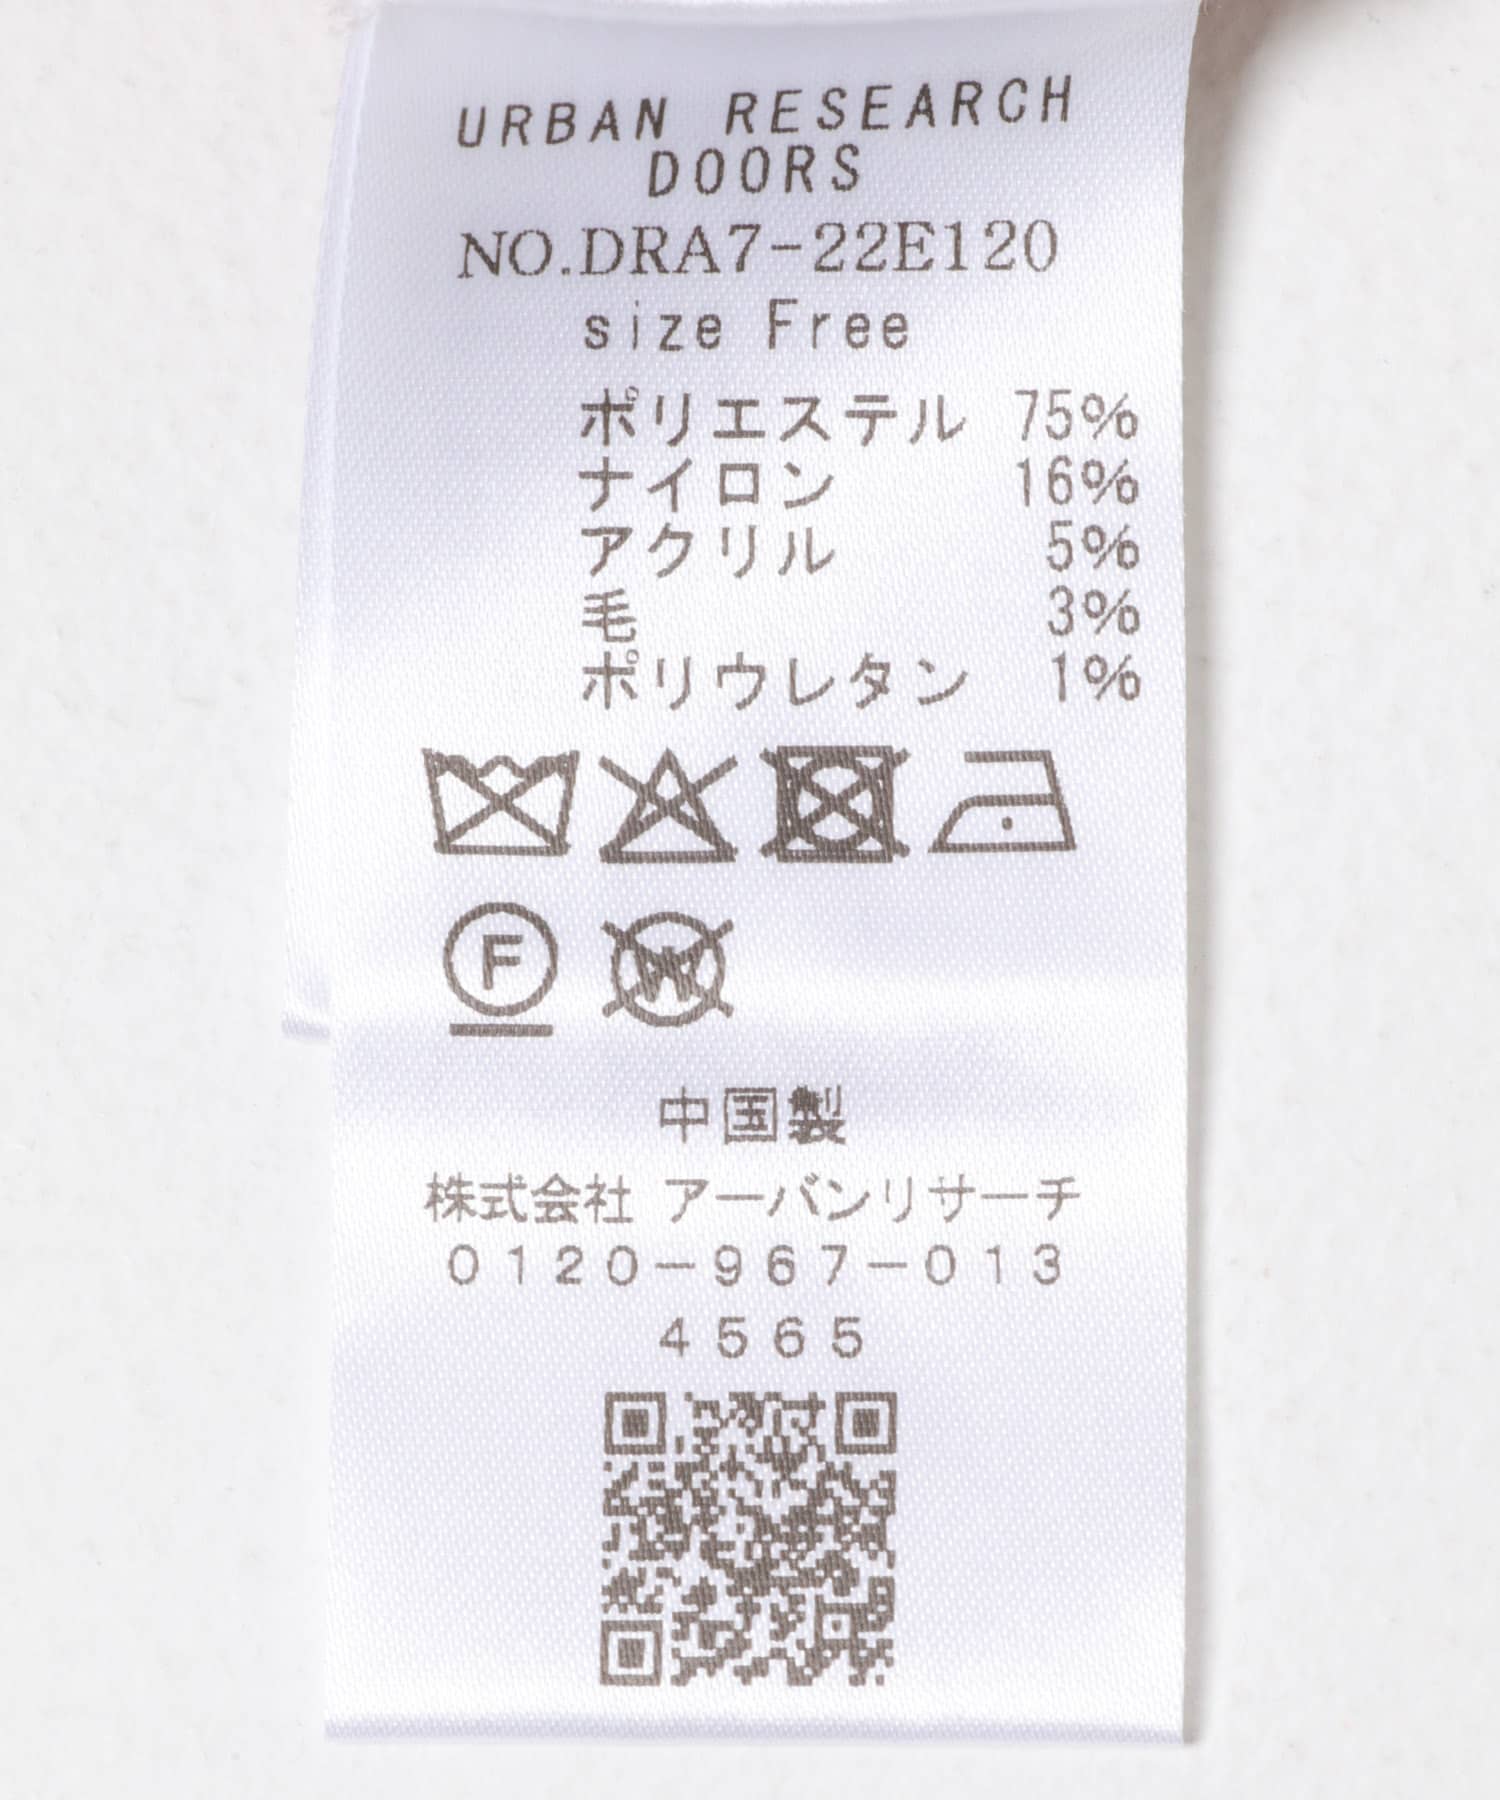 URBAN RESEARCH
DOORS
NO.DRA7-22E120
size Free
ポリエステル 75%
ナイロン 16%
アクリル 5%
毛 3%
ポリウレタン 1%
F W
中国製
株式会社 アーバンリサーチ
0120-967-013
4565